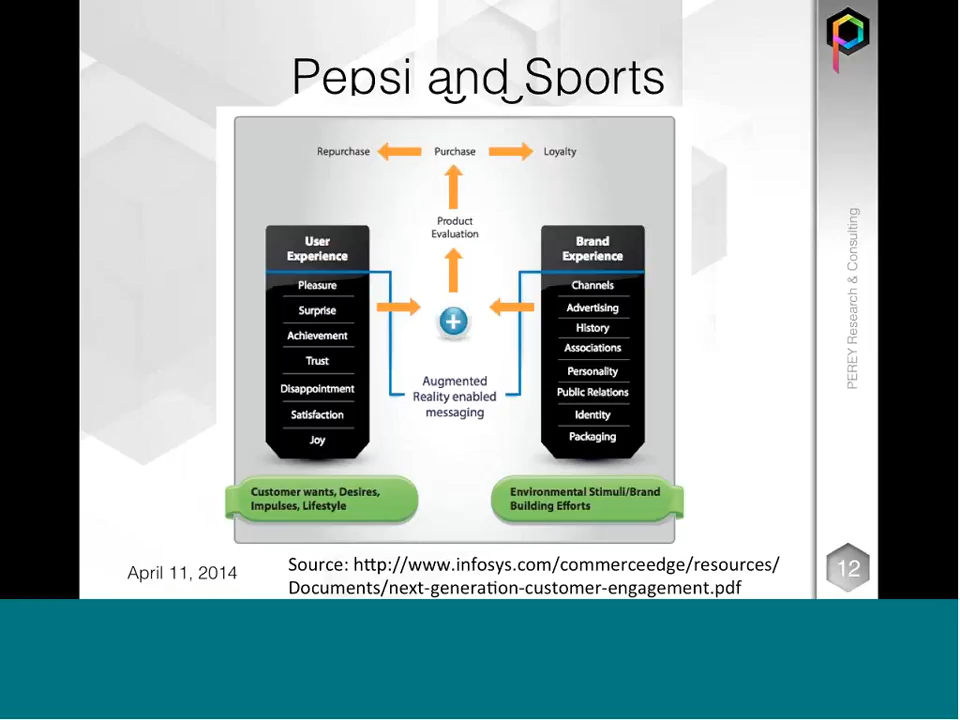 Pepsi and Sports
Repurchase
Purchase
Loyalty
Product
Evaluation
User
Experience
Pleasure
Surprise
Achievement
Trust
Disappointment
Satisfaction
Joy
Augmented
Reality enabled
messaging
Brand
Experience
Channels
Advertising
History
Associations
Personality
Public Relations
Identity
Packaging
Customer wants, Desires,
Impulses, Lifestyle
Environmental Stimuli/Brand
Building Efforts
April 11, 2014
Source: http://www.infosys.com/commerceedge/resources/
Documents/next-generation-customer-engagement.pdf
PEREY Research & Consulting
12